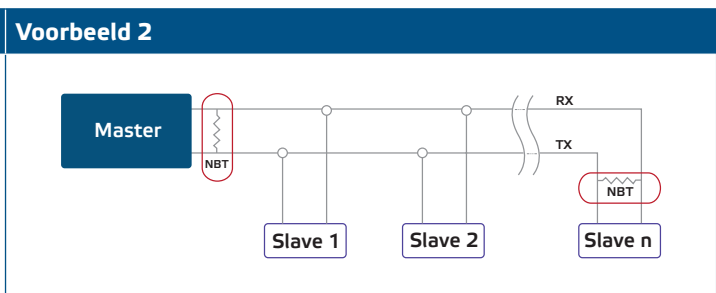 Voorbeeld 2
RX
Master
TX
NBT
NBT
Slave 1
Slave 2
Slave n